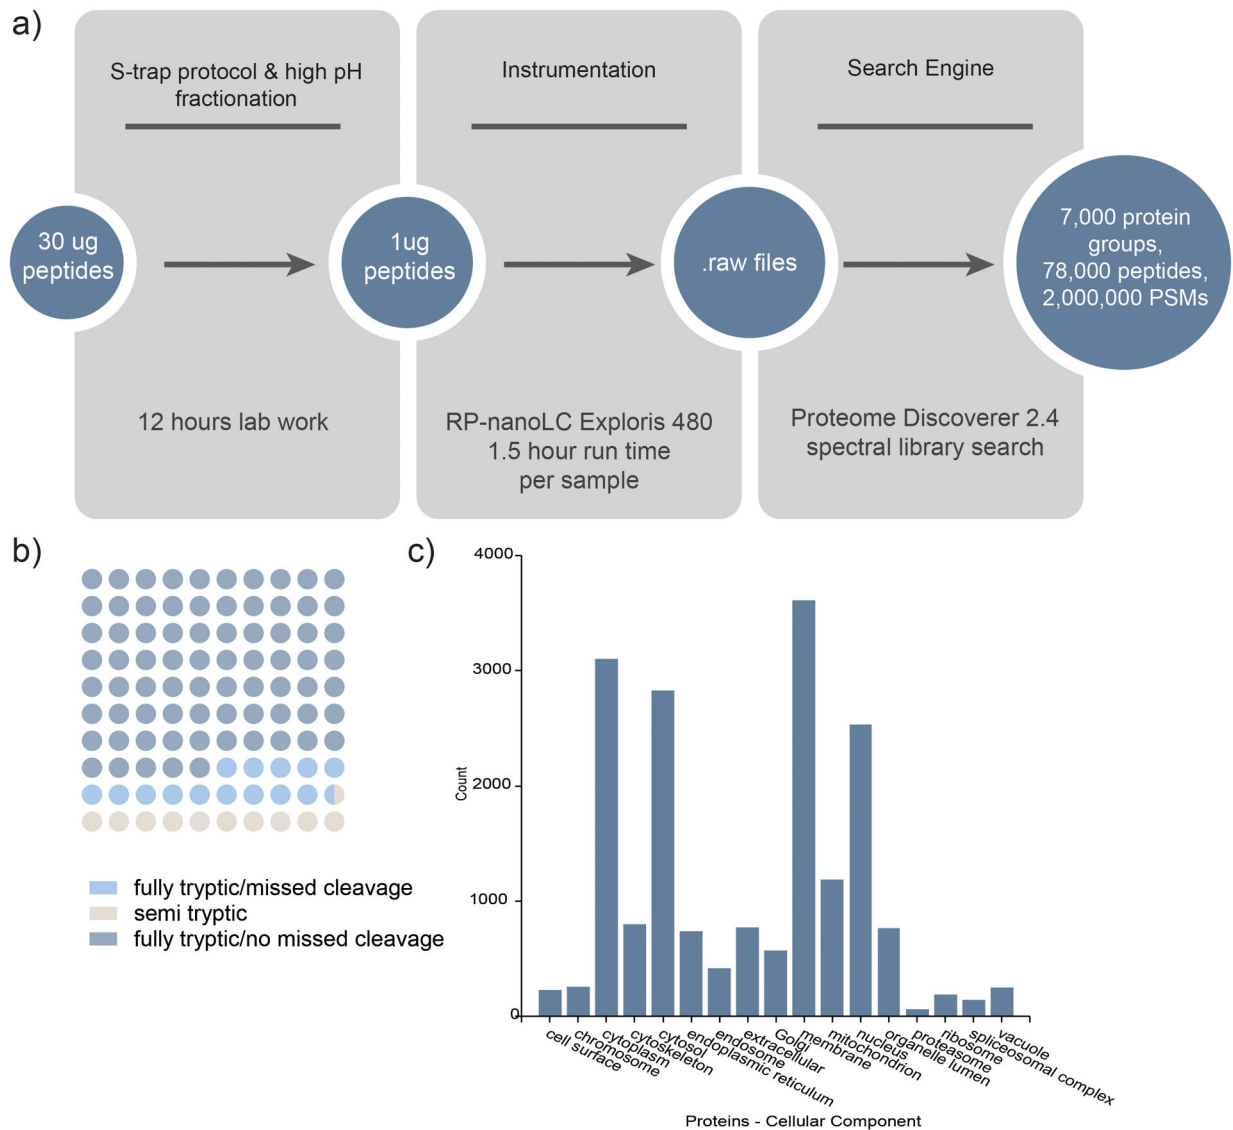 a)
S-trap protocol & high pH
fractionation
Instrumentation
Search Engine
30 ug
peptides
1ug
peptides
.raw files
7,000 protein
groups,
78,000 peptides,
2,000,000 PSMs
12 hours lab work
RP-nanoLC Exploris 480
1.5 hour run time
per sample
Proteome Discoverer 2.4
spectral library search
b)
fully tryptic/missed cleavage
semi tryptic
fully tryptic/no missed cleavage
c)
4000
3000
2000
1000
0
Count
cell surface
chromosome
cytoplasm
cytoskeleton
cytosol
endoplasmic reticulum
endosome
extracellular
Golgi
membrane
mitochondrion
nucleus
organelle lumen
proteasome
ribosome
spliceosomal complex
vacuole
Proteins - Cellular Component